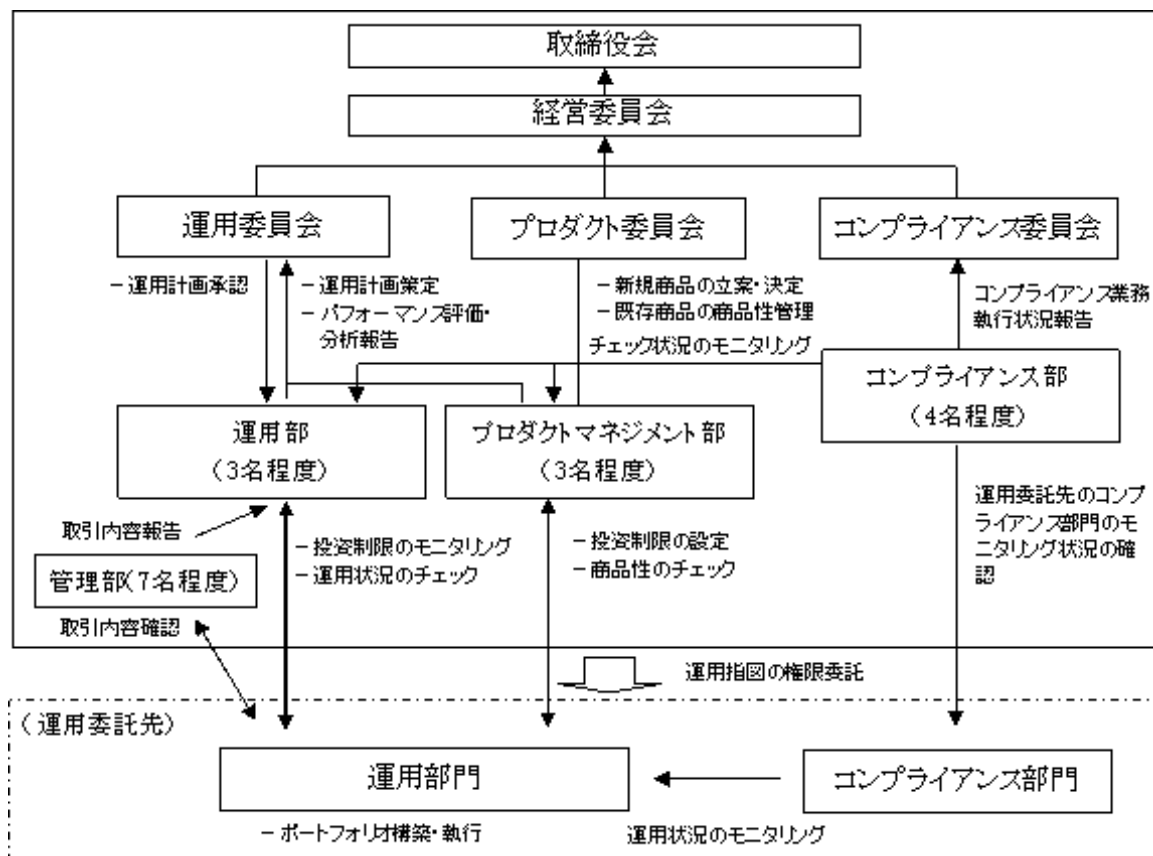 取締役会
経営委員会
運用委員会
プロダクト委員会
コンプライアンス委員会
－運用計画承認
－運用計画策定
－パフォーマンス評価・
分析報告
－新規商品の立案・決定
－既存商品の商品性管理
コンプライアンス業務
執行状況報告
チェック状況のモニタリング
運用部
（3名程度）
プロダクトマネジメント部
（3名程度）
コンプライアンス部
（4名程度）
取引内容報告
管理部（7名程度）
取引内容確認
－投資制限のモニタリング
－運用状況のチェック
－投資制限の設定
－商品性のチェック
運用委託先のコンプ
ライアンス部門のモ
ニタリング状況の確
認
運用指図の権限委託
（運用委託先）
運用部門
コンプライアンス部門
－ポートフォリオ構築・執行
運用状況のモニタリング